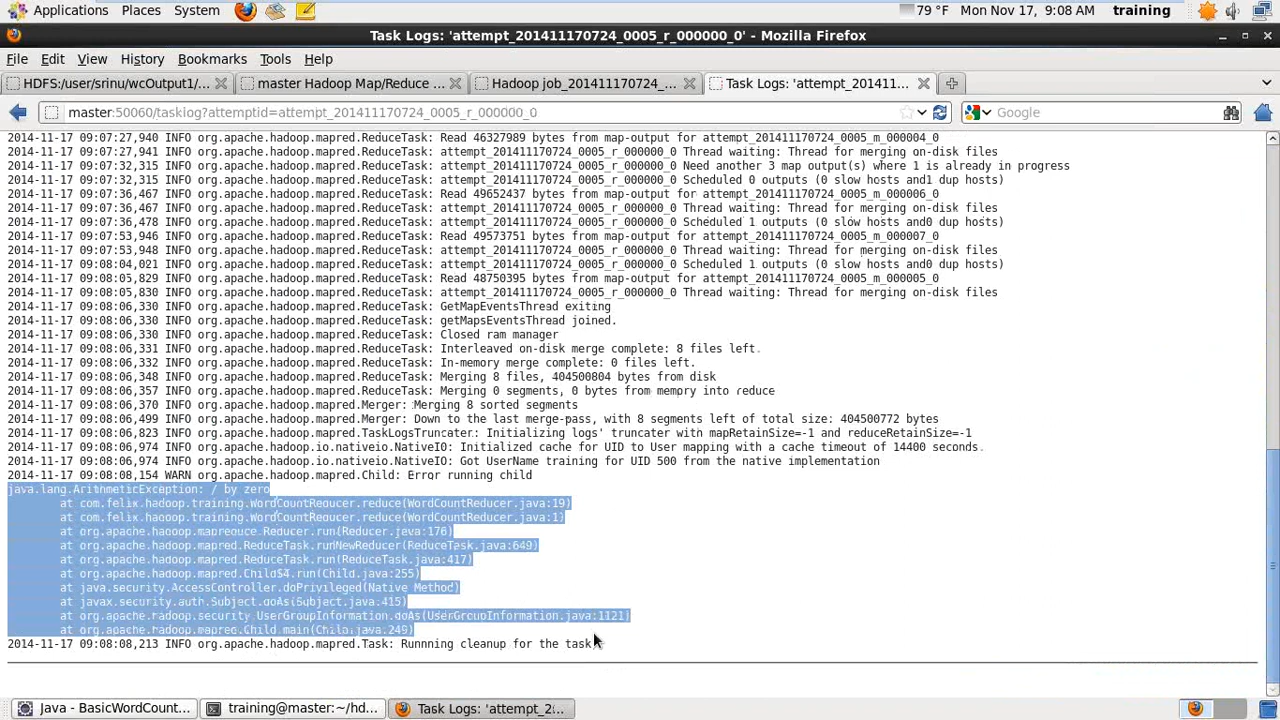 Applications Places System 79 °F Mon Nov 17, 9:08 AM training
Task Logs: 'attempt_201411170724_0005_r_000000_0' - Mozilla Firefox
File Edit View History Bookmarks Tools Help
HDFS:/user/srinu/wcOutput1/... master Hadoop Map/Reduce ... Hadoop job_201411170724_... Task Logs: 'attempt_201411...
master:50060/tasklog?attemptid=attempt_201411170724_0005_r_000000_0 Google
2014-11-17 09:07:27,940 INFO org.apache.hadoop.mapred.ReduceTask: Read 46327989 bytes from map-output for attempt_201411170724_0005_m_000004_0
2014-11-17 09:07:27,941 INFO org.apache.hadoop.mapred.ReduceTask: attempt_201411170724_0005_r_000000_0 Thread waiting: Thread for merging on-disk files
2014-11-17 09:07:32,315 INFO org.apache.hadoop.mapred.ReduceTask: attempt_201411170724_0005_r_000000_0 Need another 3 map output(s) where 1 is already in progress
2014-11-17 09:07:32,315 INFO org.apache.hadoop.mapred.ReduceTask: attempt_201411170724_0005_r_000000_0 Scheduled 0 outputs (0 slow hosts and1 dup hosts)
2014-11-17 09:07:36,467 INFO org.apache.hadoop.mapred.ReduceTask: Read 49652437 bytes from map-output for attempt_201411170724_0005_m_000006_0
2014-11-17 09:07:36,467 INFO org.apache.hadoop.mapred.ReduceTask: attempt_201411170724_0005_r_000000_0 Thread waiting: Thread for merging on-disk files
2014-11-17 09:07:36,478 INFO org.apache.hadoop.mapred.ReduceTask: attempt_201411170724_0005_r_000000_0 Scheduled 1 outputs (0 slow hosts and0 dup hosts)
2014-11-17 09:07:53,946 INFO org.apache.hadoop.mapred.ReduceTask: Read 49573751 bytes from map-output for attempt_201411170724_0005_m_000007_0
2014-11-17 09:07:53,948 INFO org.apache.hadoop.mapred.ReduceTask: attempt_201411170724_0005_r_000000_0 Thread waiting: Thread for merging on-disk files
2014-11-17 09:08:04,021 INFO org.apache.hadoop.mapred.ReduceTask: attempt_201411170724_0005_r_000000_0 Scheduled 1 outputs (0 slow hosts and0 dup hosts)
2014-11-17 09:08:05,829 INFO org.apache.hadoop.mapred.ReduceTask: Read 48750395 bytes from map-output for attempt_201411170724_0005_m_000005_0
2014-11-17 09:08:05,830 INFO org.apache.hadoop.mapred.ReduceTask: attempt_201411170724_0005_r_000000_0 Thread waiting: Thread for merging on-disk files
2014-11-17 09:08:06,330 INFO org.apache.hadoop.mapred.ReduceTask: GetMapEventsThread exiting
2014-11-17 09:08:06,330 INFO org.apache.hadoop.mapred.ReduceTask: getMapsEventsThread joined.
2014-11-17 09:08:06,330 INFO org.apache.hadoop.mapred.ReduceTask: Closed ram manager
2014-11-17 09:08:06,331 INFO org.apache.hadoop.mapred.ReduceTask: Interleaved on-disk merge complete: 8 files left.
2014-11-17 09:08:06,332 INFO org.apache.hadoop.mapred.ReduceTask: In-memory merge complete: 0 files left.
2014-11-17 09:08:06,348 INFO org.apache.hadoop.mapred.ReduceTask: Merging 8 files, 404500804 bytes from disk
2014-11-17 09:08:06,357 INFO org.apache.hadoop.mapred.ReduceTask: Merging 0 segments, 0 bytes from memory into reduce
2014-11-17 09:08:06,370 INFO org.apache.hadoop.mapred.Merger: Merging 8 sorted segments
2014-11-17 09:08:06,499 INFO org.apache.hadoop.mapred.Merger: Down to the last merge-pass, with 8 segments left of total size: 404500772 bytes
2014-11-17 09:08:06,823 INFO org.apache.hadoop.mapred.TaskLogsTruncater: Initializing logs' truncater with mapRetainSize=-1 and reduceRetainSize=-1
2014-11-17 09:08:06,974 INFO org.apache.hadoop.io.nativeio.NativeIO: Initialized cache for UID to User mapping with a cache timeout of 14400 seconds.
2014-11-17 09:08:06,974 INFO org.apache.hadoop.io.nativeio.NativeIO: Got UserName training for UID 500 from the native implementation
2014-11-17 09:08:08,154 WARN org.apache.hadoop.mapred.Child: Error running child
java.lang.ArithmeticException: / by zero
at com.felix.hadoop.training.WordCountReducer.reduce(WordCountReducer.java:19)
at com.felix.hadoop.training.WordCountReducer.reduce(WordCountReducer.java:1)
at org.apache.hadoop.mapreduce.Reducer.run(Reducer.java:176)
at org.apache.hadoop.mapred.ReduceTask.runNewReducer(ReduceTask.java:649)
at org.apache.hadoop.mapred.ReduceTask.run(ReduceTask.java:417)
at org.apache.hadoop.mapred.Child$4.run(Child.java:255)
at java.security.AccessController.doPrivileged(Native Method)
at javax.security.auth.Subject.doAs(Subject.java:415)
at org.apache.hadoop.security.UserGroupInformation.doAs(UserGroupInformation.java:1121)
at org.apache.hadoop.mapred.Child.main(Child.java:249)
2014-11-17 09:08:08,213 INFO org.apache.hadoop.mapred.Task: Runnning cleanup for the task
Java - BasicWordCount... training@master:~/hd... Task Logs: 'attempt_2...